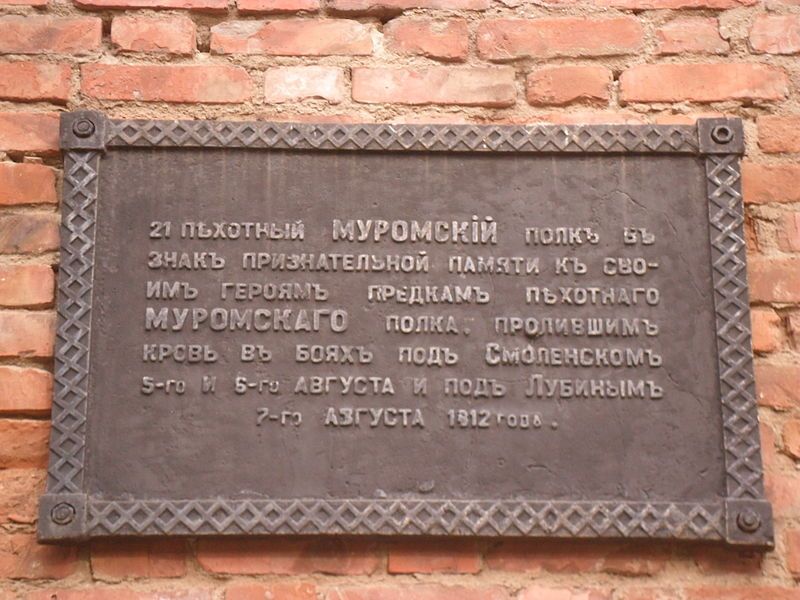 21 ПѢХОТНЫЙ МУРОМСКІЙ ПОЛКЪ ВЪ
ЗНАКЪ ПРИЗНАТЕЛЬНОЙ ПАМЯТИ КЪ СВО-
ИМЪ ГЕРОЯМЪ ПРЕДКАМЪ ПѢХОТНАГО
МУРОМСКАГО ПОЛКА, ПРОЛИВШИМЪ
КРОВЬ ВЪ БОЯХЪ ПОДЪ СМОЛЕНСКОМЪ
5-ГО И 6-ГО АВГУСТА И ПОДЪ ЛУБИНЫМЪ
7-ГО АВГУСТА 1812 ГОДА.